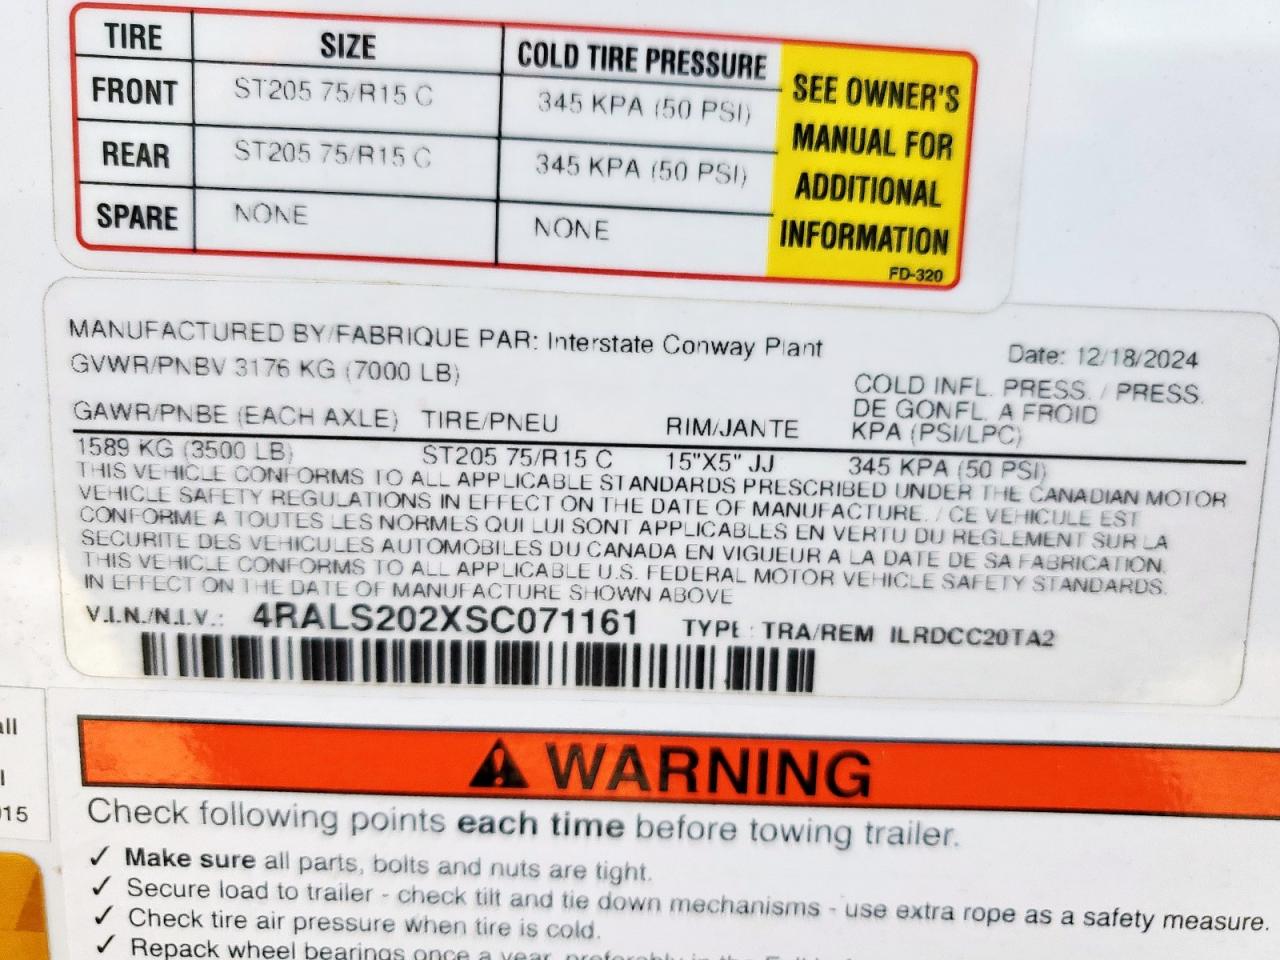 TIRE SIZE COLD TIRE PRESSURE SEE OWNER'S MANUAL FOR ADDITIONAL INFORMATION
FRONT ST205 75/R15 C 345 KPA (50 PSI)
REAR ST205 75/R15 C 345 KPA (50 PSI)
SPARE NONE NONE
FD-320
MANUFACTURED BY/FABRIQUE PAR: Interstate Conway Plant Date: 12/18/2024
GVWR/PNBV 3176 KG (7000 LB)
COLD INFL. PRESS. / PRESS.
DE GONFL. A FROID
GAWR/PNBE (EACH AXLE) TIRE/PNEU RIM/JANTE KPA (PSI/LPC)
1589 KG (3500 LB) ST205 75/R15 C 15"X5" JJ 345 KPA (50 PSI)
THIS VEHICLE CONFORMS TO ALL APPLICABLE STANDARDS PRESCRIBED UNDER THE CANADIAN MOTOR
VEHICLE SAFETY REGULATIONS IN EFFECT ON THE DATE OF MANUFACTURE. / CE VEHICULE EST
CONFORME A TOUTES LES NORMES QUI LUI SONT APPLICABLES EN VERTU DU REGLEMENT SUR LA
SECURITE DES VEHICULES AUTOMOBILES DU CANADA EN VIGUEUR A LA DATE DE SA FABRICATION.
THIS VEHICLE CONFORMS TO ALL APPLICABLE U.S. FEDERAL MOTOR VEHICLE SAFETY STANDARDS.
IN EFFECT ON THE DATE OF MANUFACTURE SHOWN ABOVE
V.I.N./N.I.V.: 4RALS202XSC071161 TYPE : TRA/REM ILRDCC20TA2
WARNING
Check following points each time before towing trailer.
✓ Make sure all parts, bolts and nuts are tight.
✓ Secure load to trailer - check tilt and tie down mechanisms - use extra rope as a safety measure.
✓ Check tire air pressure when tire is cold.
✓ Repack wheel bearings once a year, preferably in the